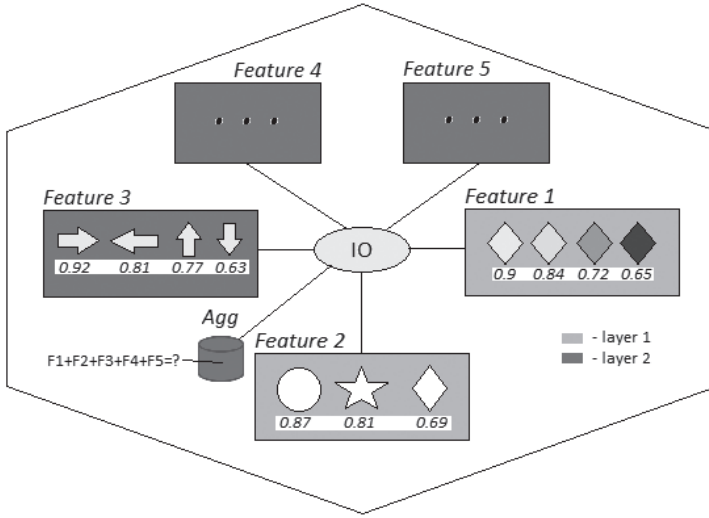 Feature 4
Feature 5
. . .
. . .
Feature 3
Feature 1
0.92 0.81 0.77 0.63
IO
0.9 0.84 0.72 0.65
Agg
F1+F2+F3+F4+F5=?
Feature 2
0.87 0.81 0.69
- layer 1
- layer 2